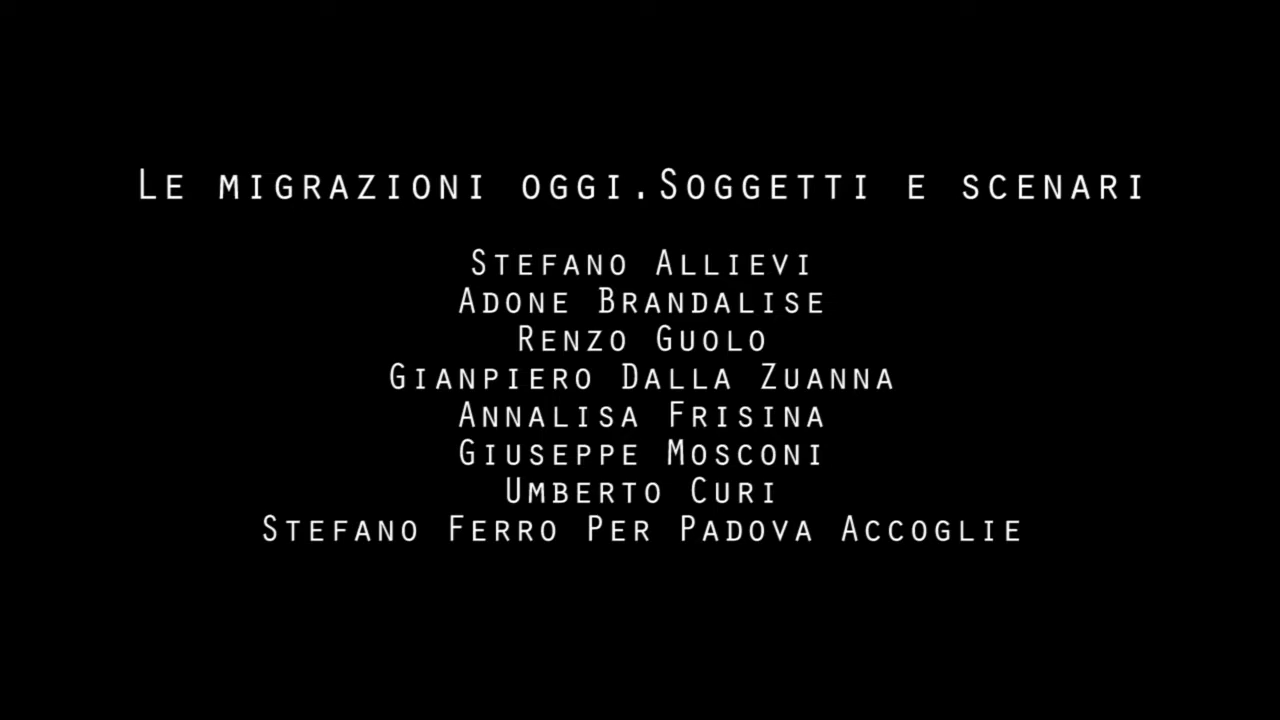 Le migrazioni oggi.Soggetti e scenari
Stefano Allievi
Adone Brandalise
Renzo Guolo
Gianpiero Dalla Zuanna
Annalisa Frisina
Giuseppe Mosconi
Umberto Curi
Stefano Ferro Per Padova Accoglie